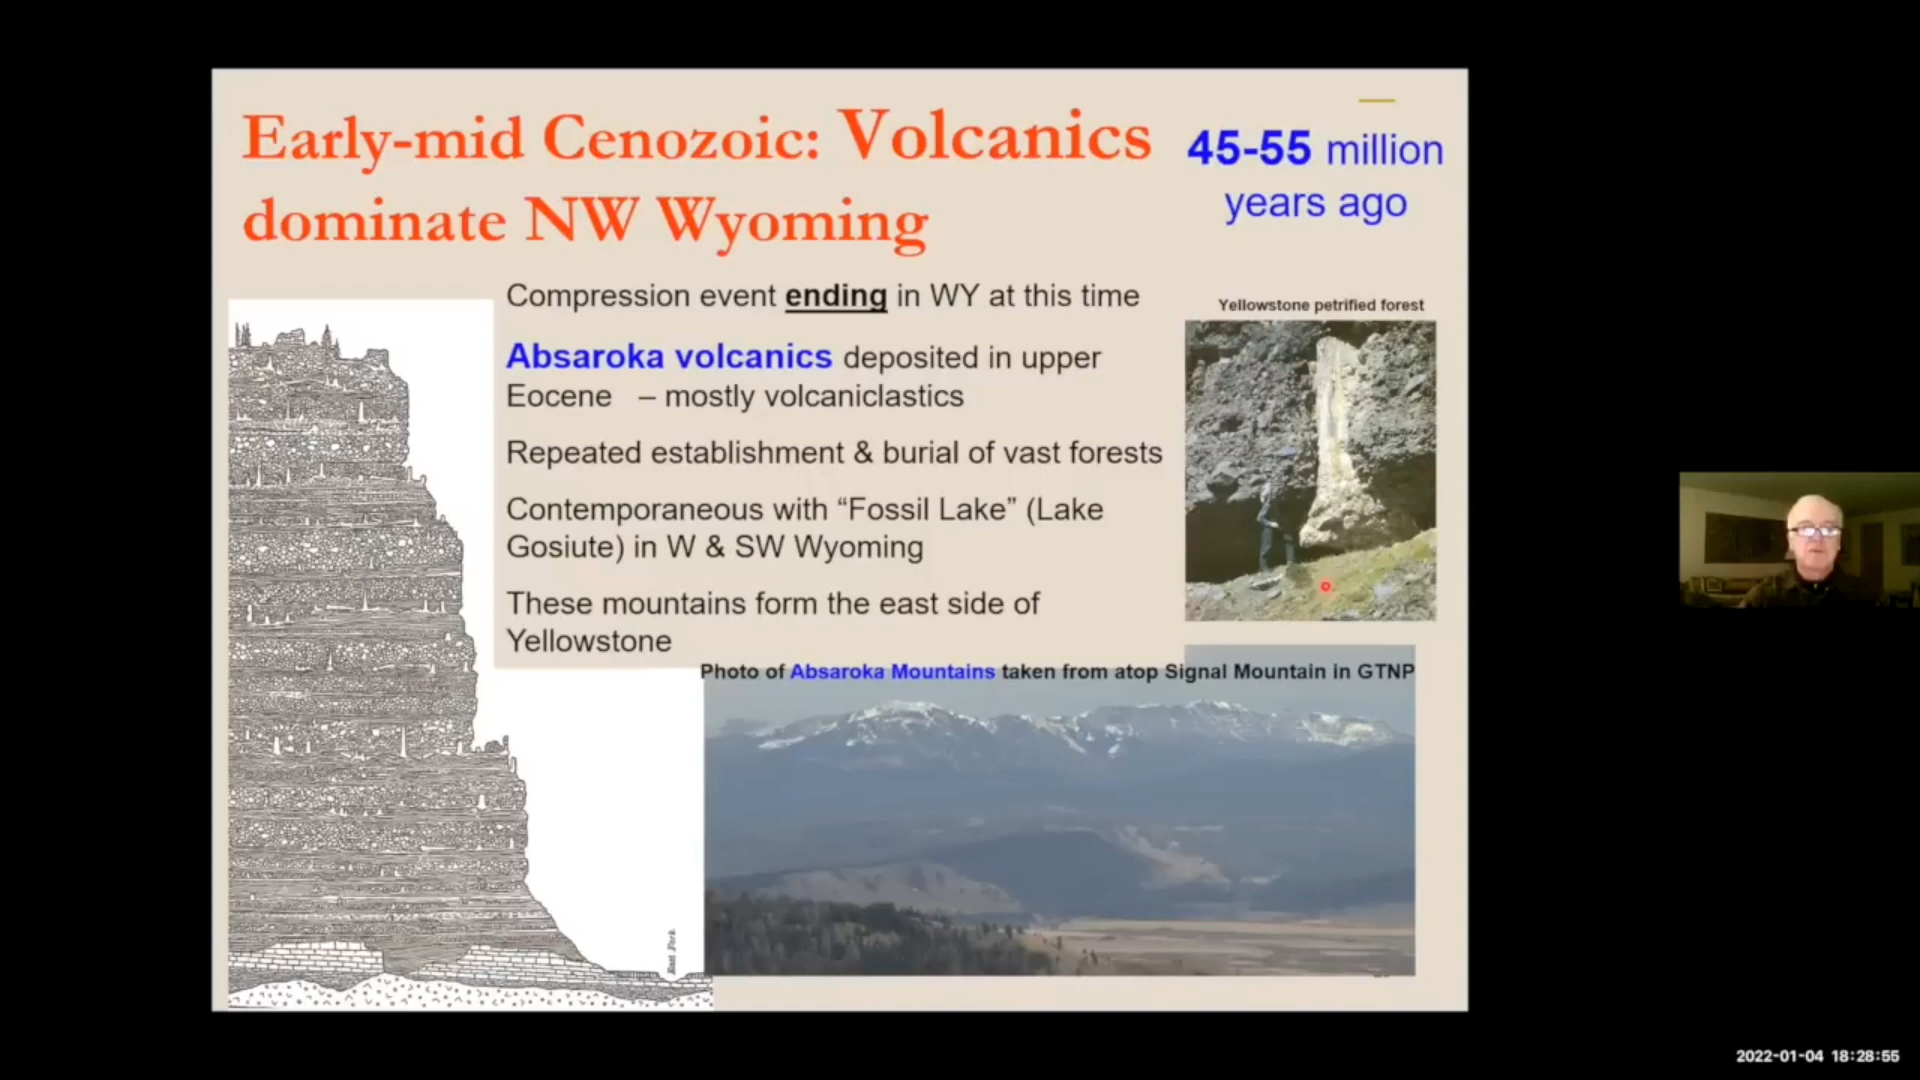 Early-mid Cenozoic: Volcanics
dominate NW Wyoming
45-55 million
years ago
Compression event ending in WY at this time
Absaroka volcanics deposited in upper
Eocene – mostly volcaniclastics
Repeated establishment & burial of vast forests
Contemporaneous with “Fossil Lake” (Lake
Gosiute) in W & SW Wyoming
These mountains form the east side of
Yellowstone
Yellowstone petrified forest
Photo of Absaroka Mountains taken from atop Signal Mountain in GTNP
East Fork
2022-01-04 18:28:55